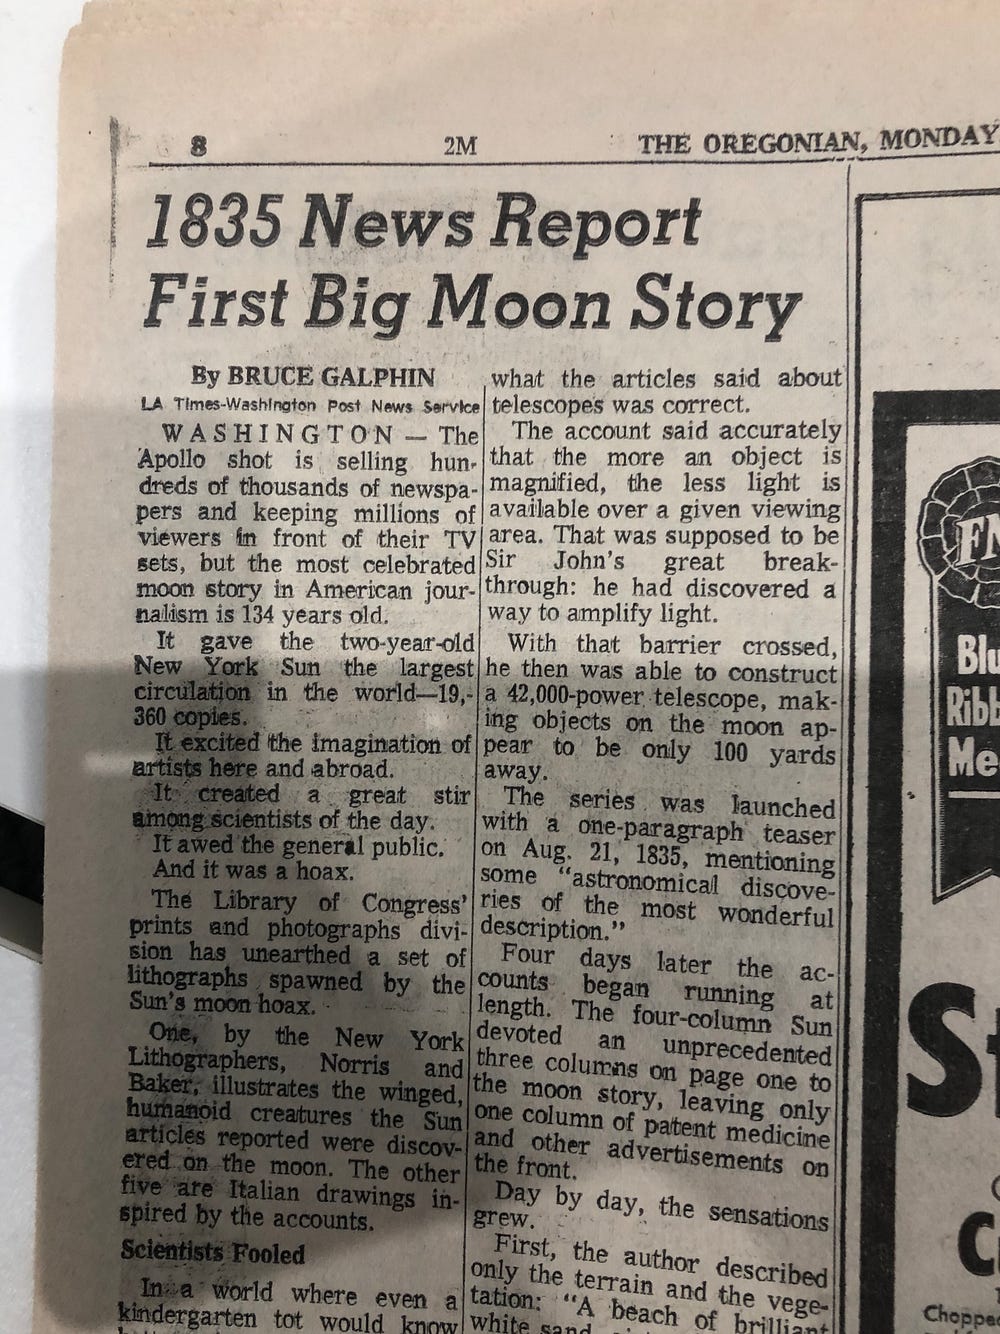 8
2M
THE OREGONIAN, MONDAY
1835 News Report
First Big Moon Story
By BRUCE GALPHIN
LA Times-Washington Post News Service
WASHINGTON — The
Apollo shot is selling hun-
dreds of thousands of newspa-
pers and keeping millions of
viewers in front of their TV
sets, but the most celebrated
moon story in American jour-
nalism is 134 years old.
It gave the two-year-old
New York Sun the largest
circulation in the world—19,-
360 copies.
It excited the imagination of
artists here and abroad.
It created a great stir
among scientists of the day.
It awed the general public.
And it was a hoax.
The Library of Congress'
prints and photographs divi-
sion has unearthed a set of
lithographs spawned by the
Sun's moon hoax.
One, by the New York
Lithographers, Norris and
Baker, illustrates the winged,
humanoid creatures the Sun
articles reported were discov-
ered on the moon. The other
five are Italian drawings in-
spired by the accounts.
Scientists Fooled
In a world where even a
kindergarten tot would know
what the articles said about
telescopes was correct.
The account said accurately
that the more an object is
magnified, the less light is
available over a given viewing
area. That was supposed to be
Sir John's great break-
through: he had discovered a
way to amplify light.
With that barrier crossed,
he then was able to construct
a 42,000-power telescope, mak-
ing objects on the moon ap-
pear to be only 100 yards
away.
The series was launched
with a one-paragraph teaser
on Aug. 21, 1835, mentioning
some "astronomical discove-
ries of the most wonderful
description."
Four days later the ac-
counts began running at
length. The four-column Sun
devoted an unprecedented
three columns on page one to
the moon story, leaving only
one column of patent medicine
and other advertisements on
the front.
Day by day, the sensations
grew.
First, the author described
only the terrain and the vege-
tation: "A beach of brilliant
white sand
FN
Blu
Ribb
Me
St
C
Choppe